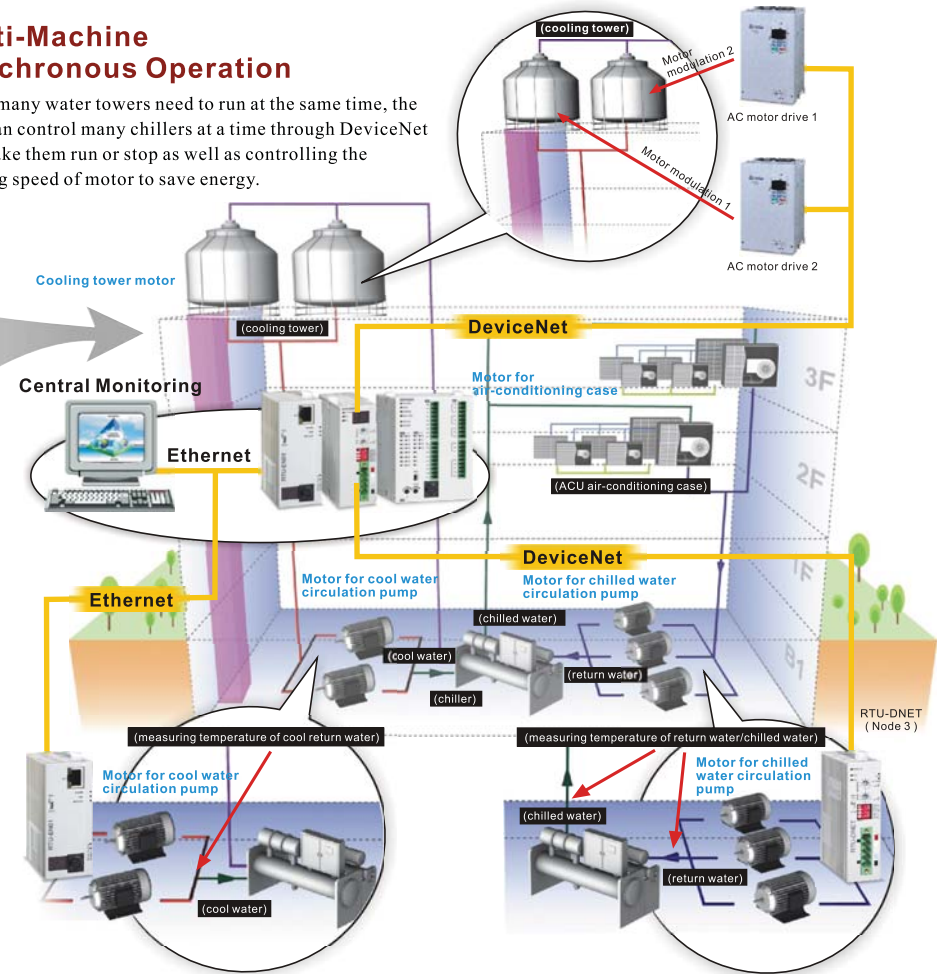 ti-Machine
chronous Operation
many water towers need to run at the same time, the
an control many chillers at a time through DeviceNet
ake them run or stop as well as controlling the
g speed of motor to save energy.
(cooling tower)
Motor
modulation 2
Motor modulation 1
AC motor drive 1
AC motor drive 2
Cooling tower motor
(cooling tower)
DeviceNet
Central Monitoring
Ethernet
Motor for
air-conditioning case
3F
2F
(ACU air-conditioning case)
DeviceNet
1F
Ethernet
Motor for cool water
circulation pump
Motor for chilled water
circulation pump
(chilled water)
(cool water)
(return water)
(chiller)
B1
RTU-DNET
( Node 3 )
(measuring temperature of cool return water)
(measuring temperature of return water/chilled water)
Motor for cool water
circulation pump
Motor for chilled
water circulation
pump
(chilled water)
RTU-EN01
RTU-DNET
(return water)
(cool water)